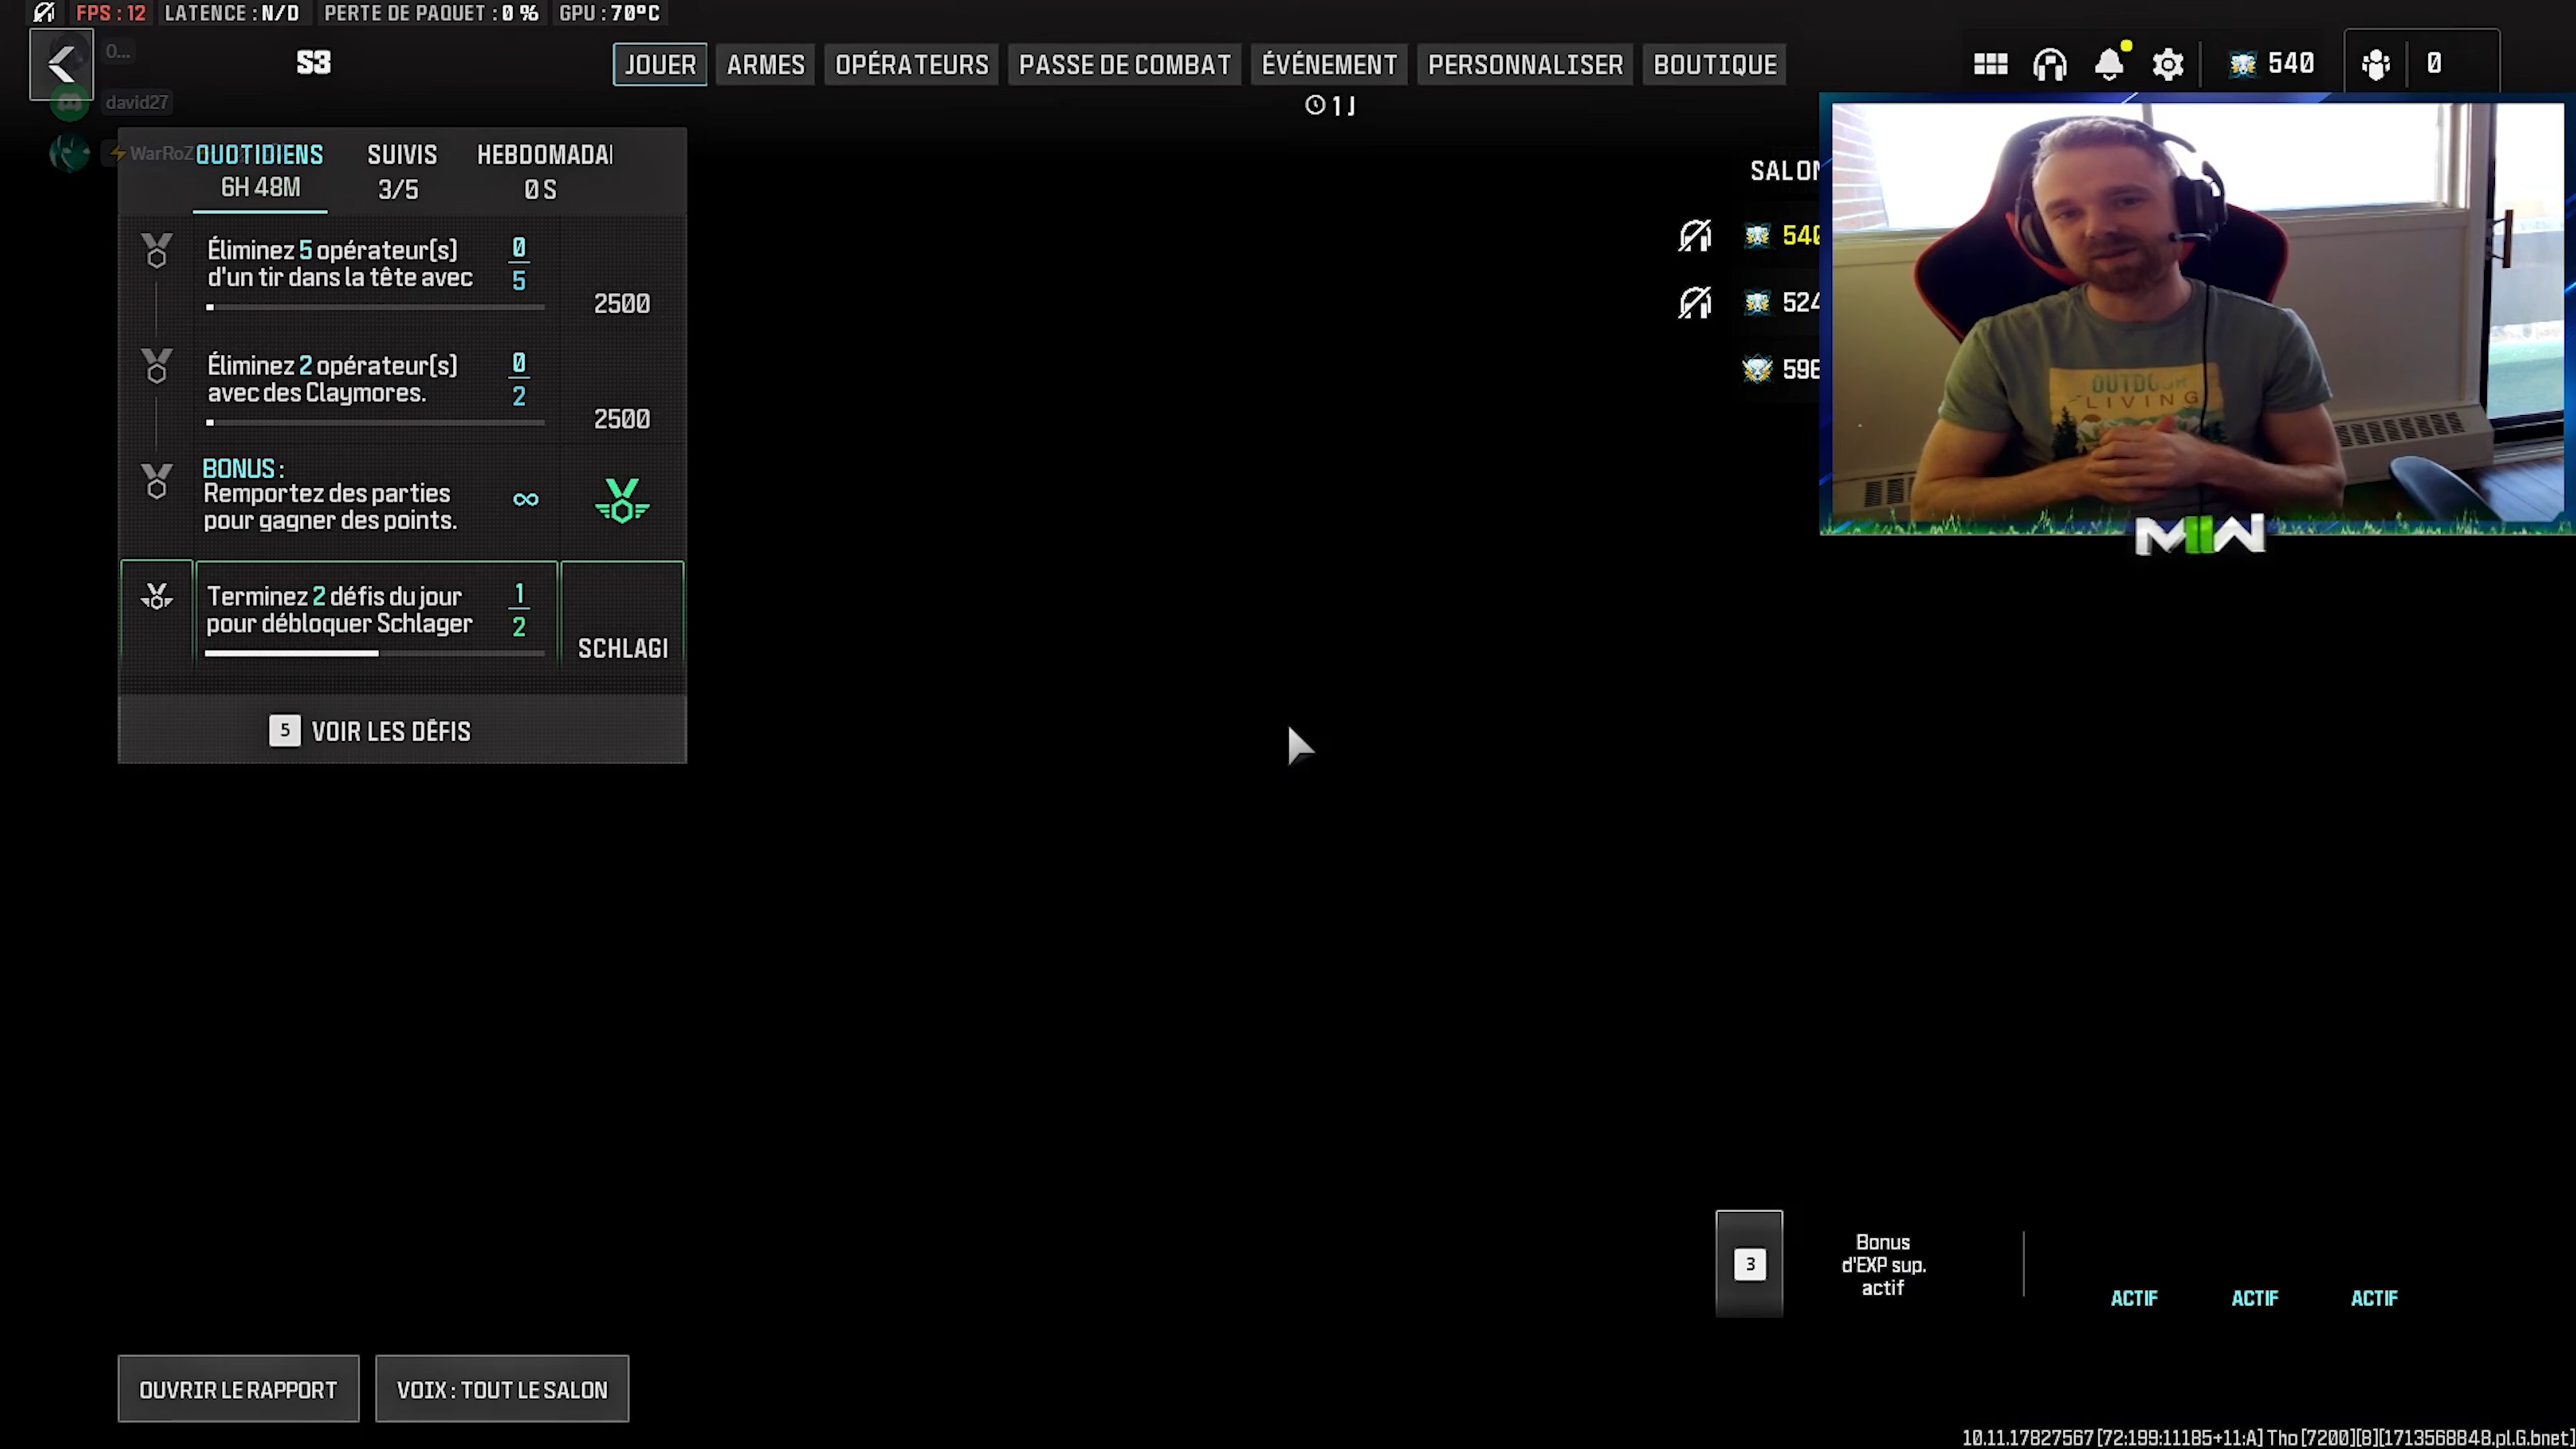 FPS : 12 LATENCE : N/D PERTE DE PAQUET : 0 % GPU : 70°C
O...
S3
JOUER ARMES OPÉRATEURS PASSE DE COMBAT ÉVÉNEMENT PERSONNALISER BOUTIQUE
540 0
1 J
david27
WarRoZ
QUOTIDIENS SUIVIS HEBDOMADAI
6H 48M 3/5 0 S
SALON
540
524
Éliminez 5 opérateur(s)
d'un tir dans la tête avec
0
5
2500
Éliminez 2 opérateur(s)
avec des Claymores.
0
2
2500
BONUS :
Remportez des parties
pour gagner des points.
∞
Terminez 2 défis du jour
pour débloquer Schlager
1
2
SCHLAGI
5 VOIR LES DÉFIS
OUTDOOR
LIVING
MW
3
Bonus
d'EXP sup.
actif
ACTIF ACTIF ACTIF
OUVRIR LE RAPPORT VOIX : TOUT LE SALON
10.11.17827567 [72:199:11185+11:A] Tho [7200][8][1713568848.pl.G.bnet]